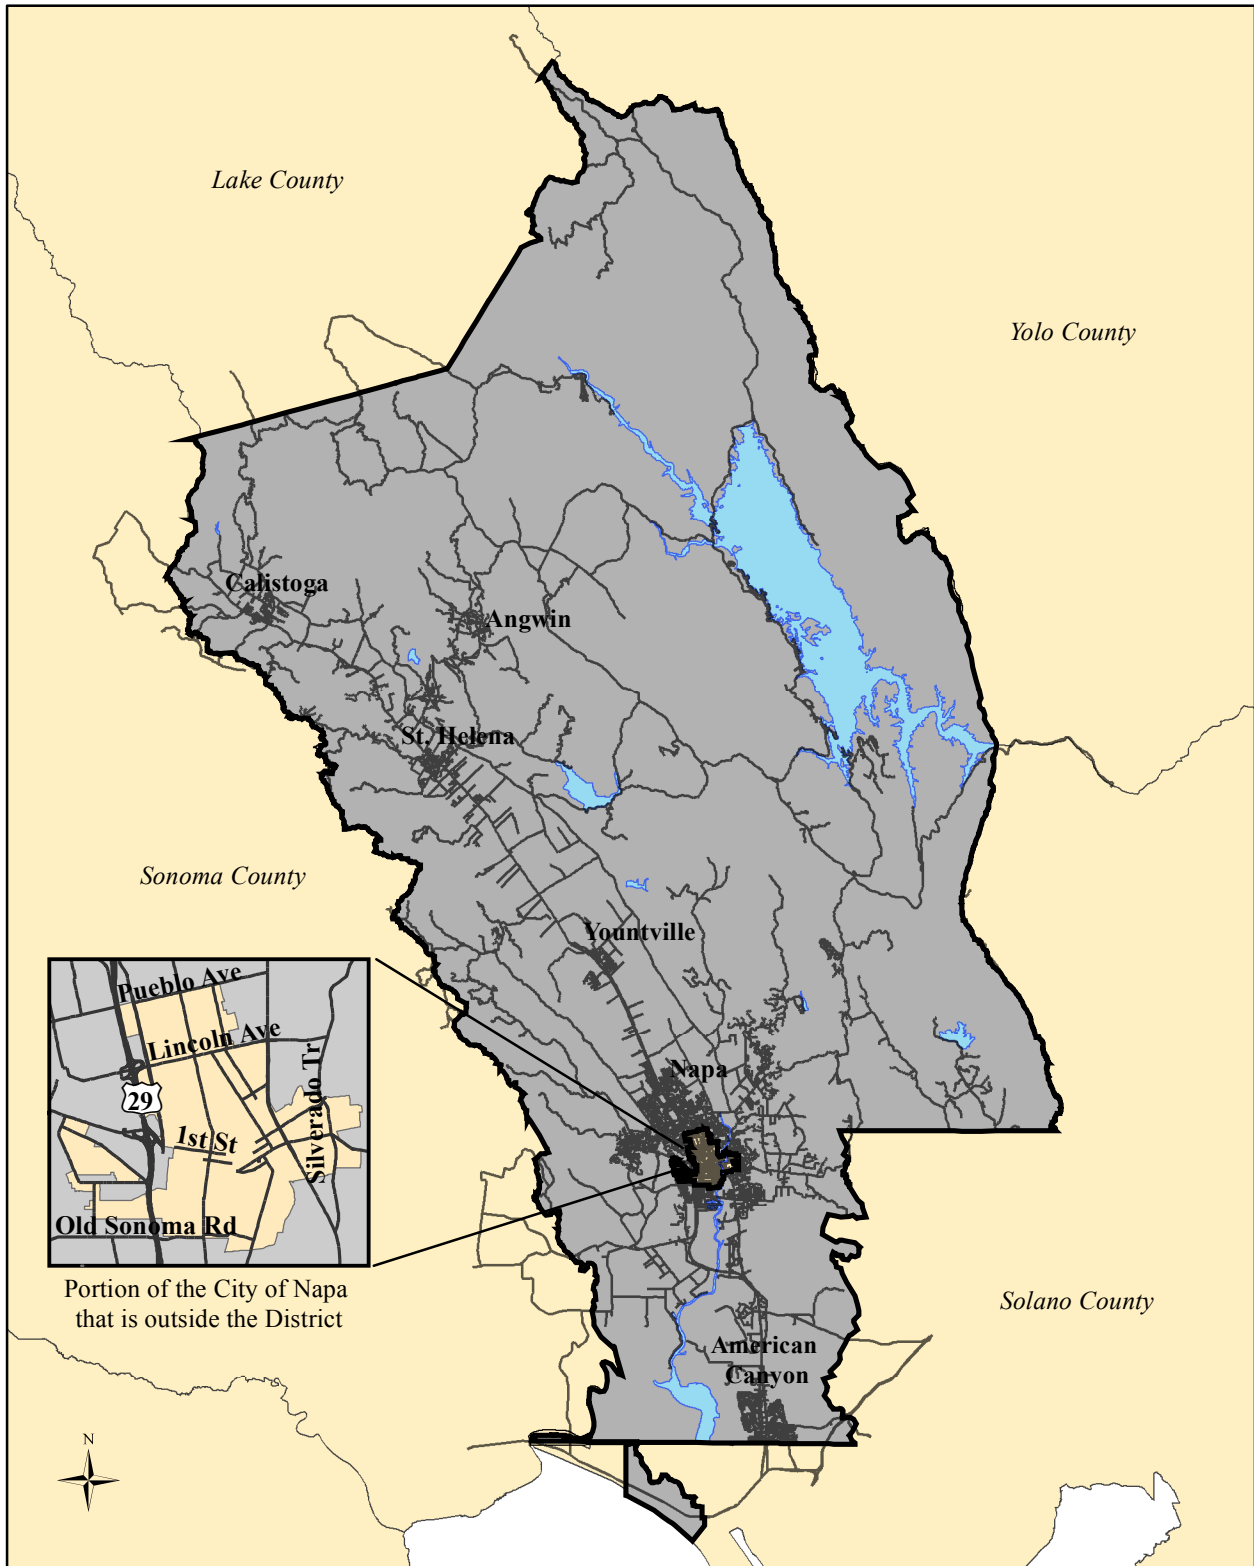 Lake County
Yolo County
Calistoga
Angwin
St. Helena
Sonoma County
Yountville
Pueblo Ave
Lincoln Ave
29
1st St
Silverado Tr
Old Sonoma Rd
Napa
Portion of the City of Napa
that is outside the District
Solano County
American
Canyon
N